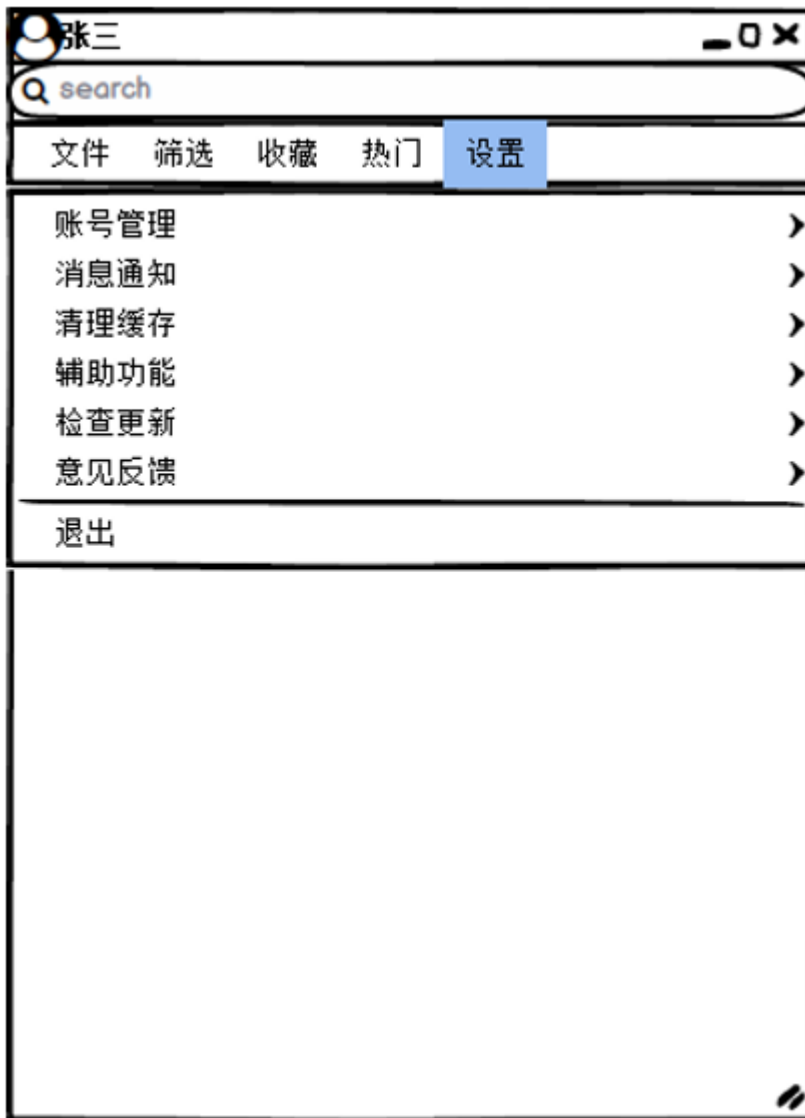 张三
search
文件 筛选 收藏 热门 设置
账号管理
消息通知
清理缓存
辅助功能
检查更新
意见反馈
退出